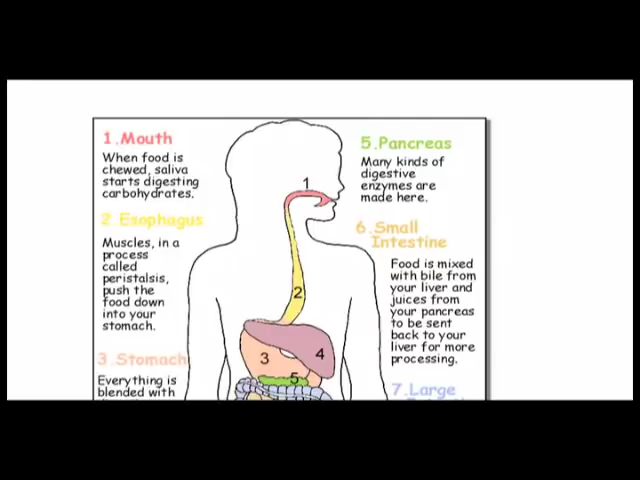 1.Mouth
When food is
chewed, saliva
starts digesting
carbohydrates.
2 Esophagus
Muscles, in a
process
called
peristalsis,
push the
food down
into your
stomach.
3 Stomach
Everything is
blended with
1
2
3
4
5
5.Pancreas
Many kinds of
digestive
enzymes are
made here.
6.Small
Intestine
Food is mixed
with bile from
your liver and
juices from
your pancreas
to be sent
back to your
liver for more
processing.
7.Large